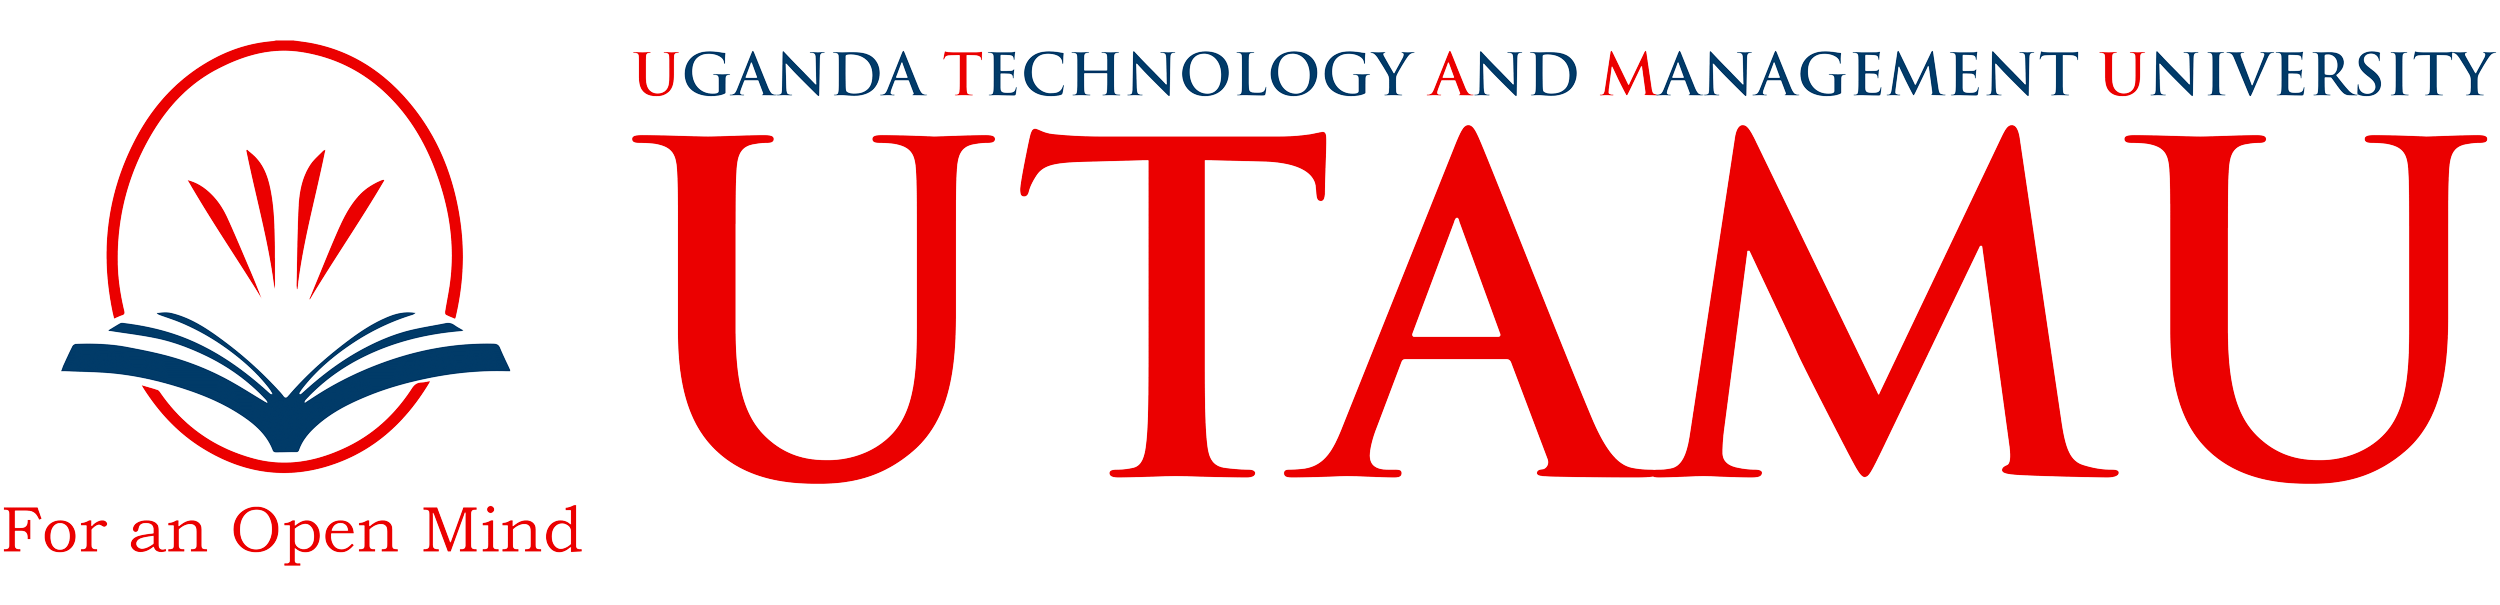 UGANDA TECHNOLOGY AND MANAGEMENT UNIVERSITY
UTAMU
For an Open Mind